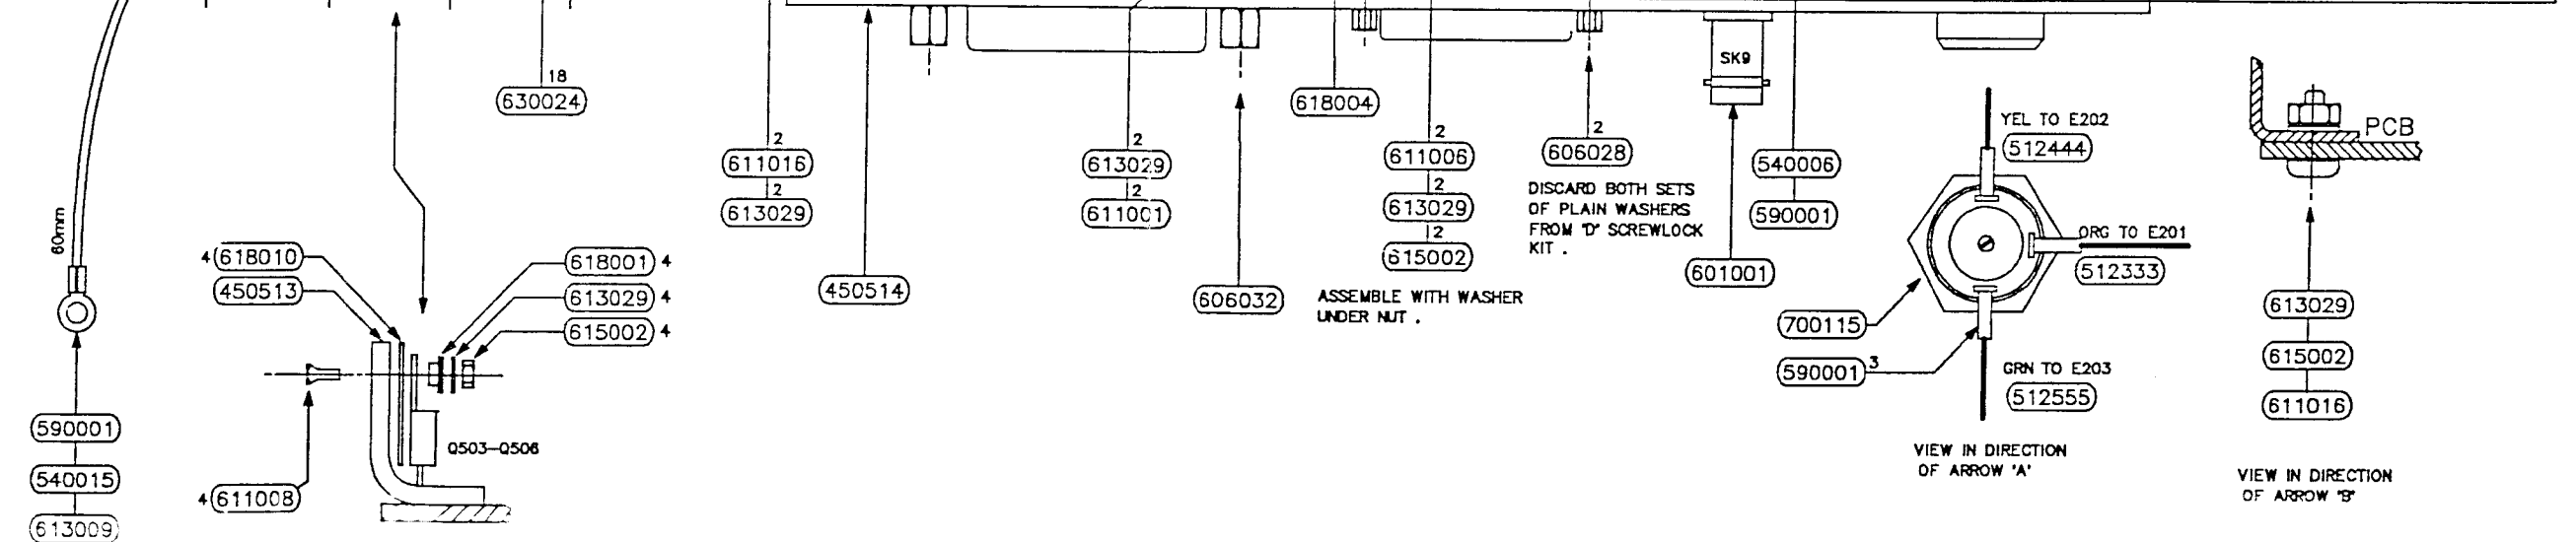 18
630024
2
611016
2
613029
60mm
4 618010
450513
618001 4
613029 4
615002 4
Q503-Q506
4 611008
590001
540015
613009
450514
2
613029
2
611001
606032
ASSEMBLE WITH WASHER
UNDER NUT .
618004
2
611006
2
613029
2
615002
2
606028
DISCARD BOTH SETS
OF PLAIN WASHERS
FROM 'D' SCREWLOCK
KIT .
SK9
601001
540006
590001
YEL TO E202
512444
ORG TO E201
512333
700115
590001 3
GRN TO E203
512555
VIEW IN DIRECTION
OF ARROW 'A'
PCB
613029
615002
611016
VIEW IN DIRECTION
OF ARROW 'B'